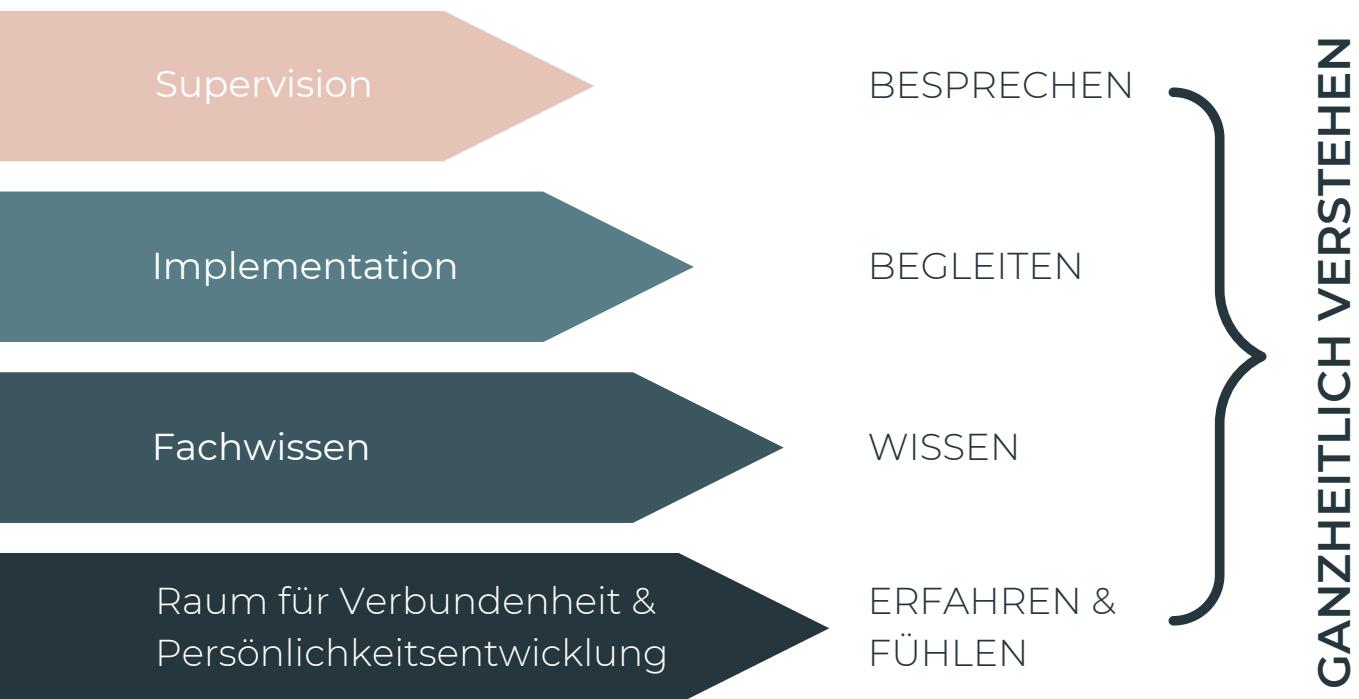 Supervision
BESPRECHEN
Implementation
BEGLEITEN
Fachwissen
WISSEN
Raum für Verbundenheit &
Persönlichkeitsentwicklung
ERFAHREN &
FÜHLEN
GANZHEITLICH VERSTEHEN